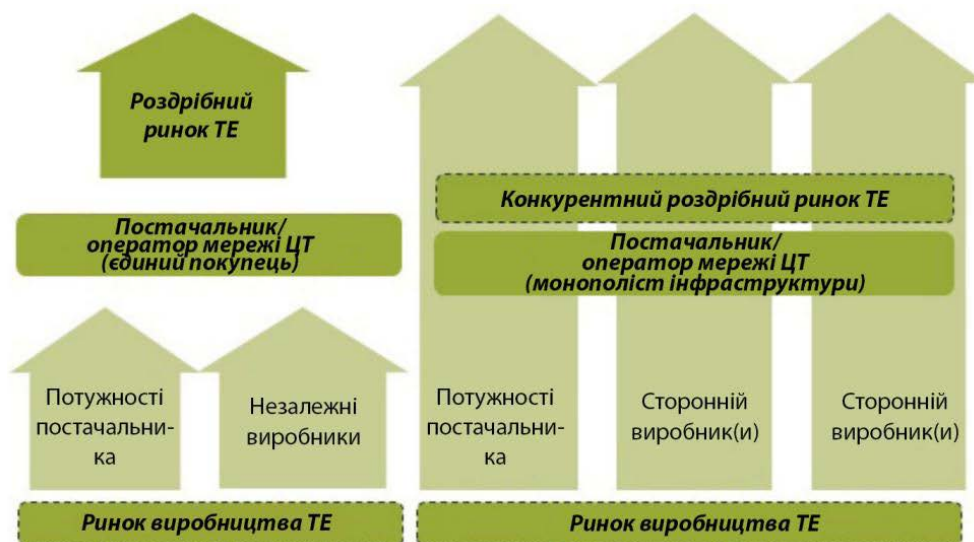 Роздрібний
ринок ТЕ
Постачальник/
оператор мережі ЦТ
(єдиний покупець)
Потужності
постачальни-
ка
Незалежні
виробники
Ринок виробництва ТЕ
Конкурентний роздрібний ринок ТЕ
Постачальник/
оператор мережі ЦТ
(монополіст інфраструктури)
Потужності
постачальни-
ка
Сторонній
виробник(и)
Сторонній
виробник(и)
Ринок виробництва ТЕ